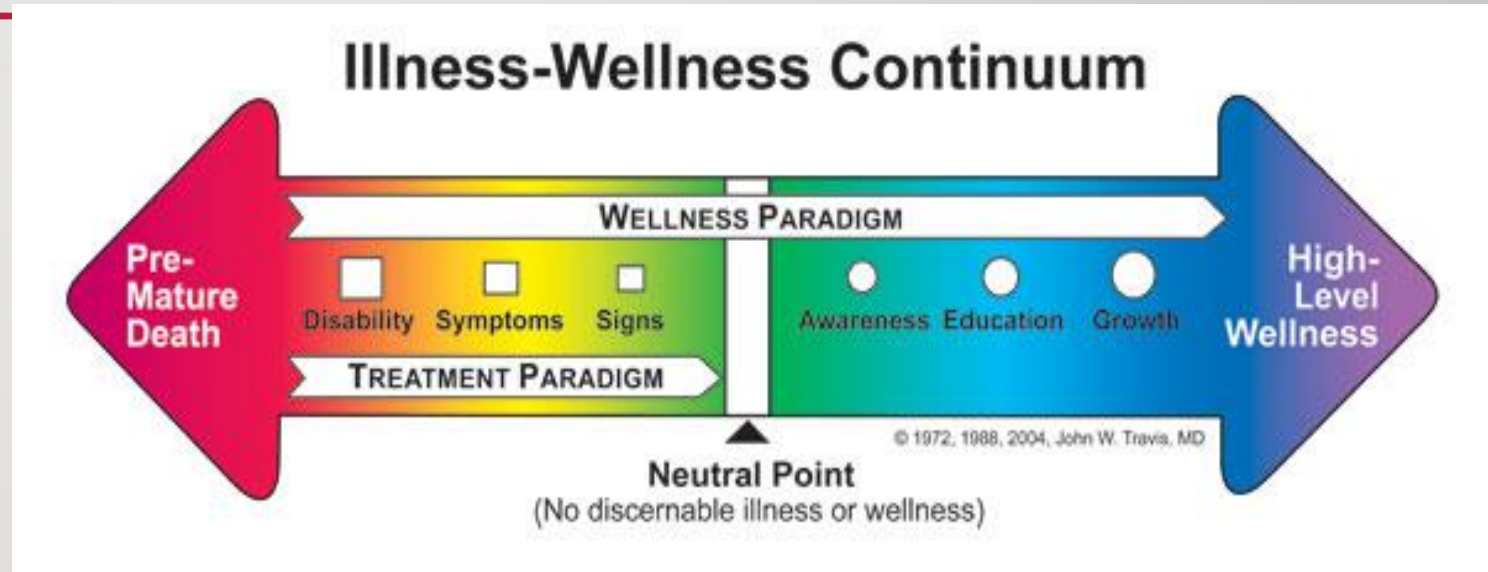 Illness-Wellness Continuum
WELLNESS PARADIGM
Pre-
Mature
Death
Disability Symptoms Signs
Awareness Education Growth
High-
Level
Wellness
TREATMENT PARADIGM
© 1972, 1988, 2004, John W. Travis, MD
Neutral Point
(No discernable illness or wellness)